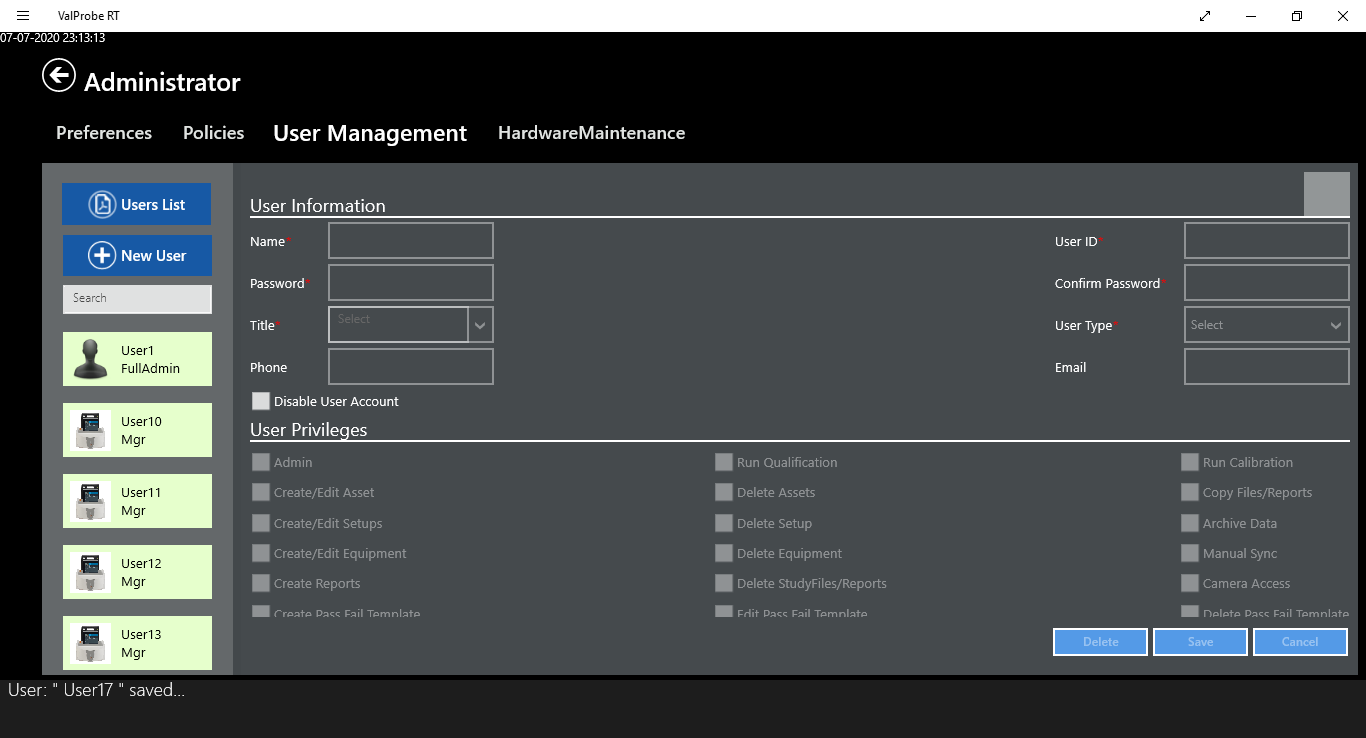 ValProbe RT
07-07-2020 23:13:13
Administrator
Preferences Policies User Management HardwareMaintenance
Users List
New User
Search
User1
FullAdmin
User10
Mgr
User11
Mgr
User12
Mgr
User13
Mgr
User Information
Name* User ID*
Password* Confirm Password*
Title* Select User Type* Select
Phone Email
Disable User Account
User Privileges
Admin Run Qualification Run Calibration
Create/Edit Asset Delete Assets Copy Files/Reports
Create/Edit Setups Delete Setup Archive Data
Create/Edit Equipment Delete Equipment Manual Sync
Create Reports Delete StudyFiles/Reports Camera Access
Create Pass Fail Template Edit Pass Fail Template Delete Pass Fail Template
Delete Save Cancel
User: " User17 " saved...